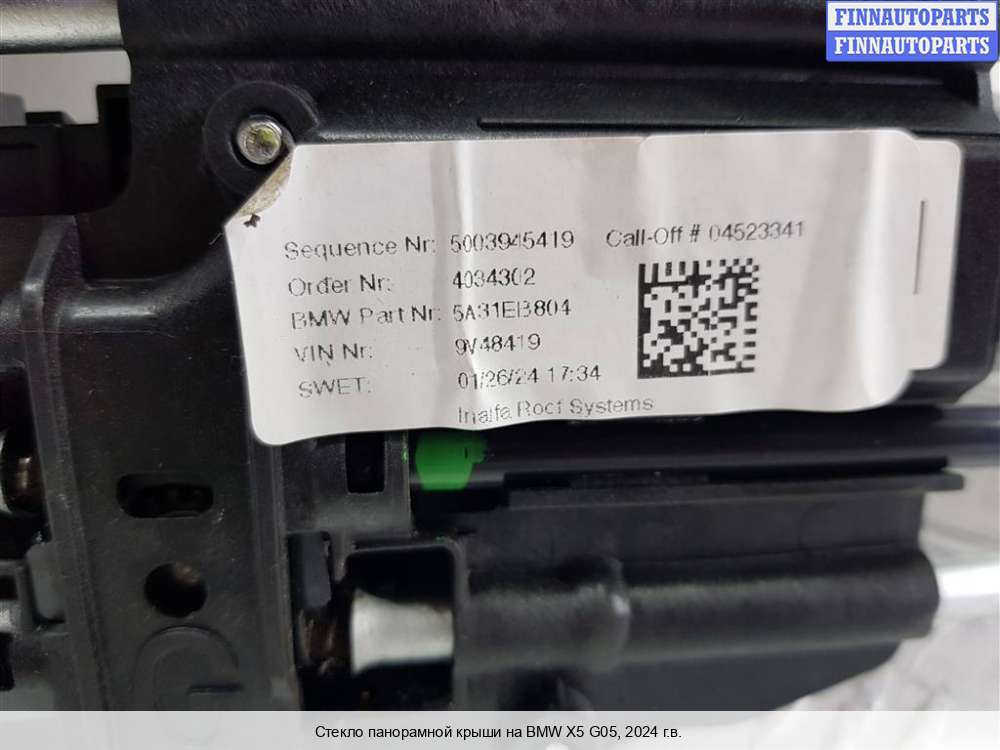 FINNAUTOPARTS
FINNAUTOPARTS
Sequence Nr: 5003945419 Call-Off # 04523341
Order Nr: 4034302
BMW Part Nr: 5A31EB804
VIN Nr: 9V48419
SWET: 01/26/24 17:34
Inalfa Roof Systems
G
Стекло панорамной крыши на BMW X5 G05, 2024 г.в.